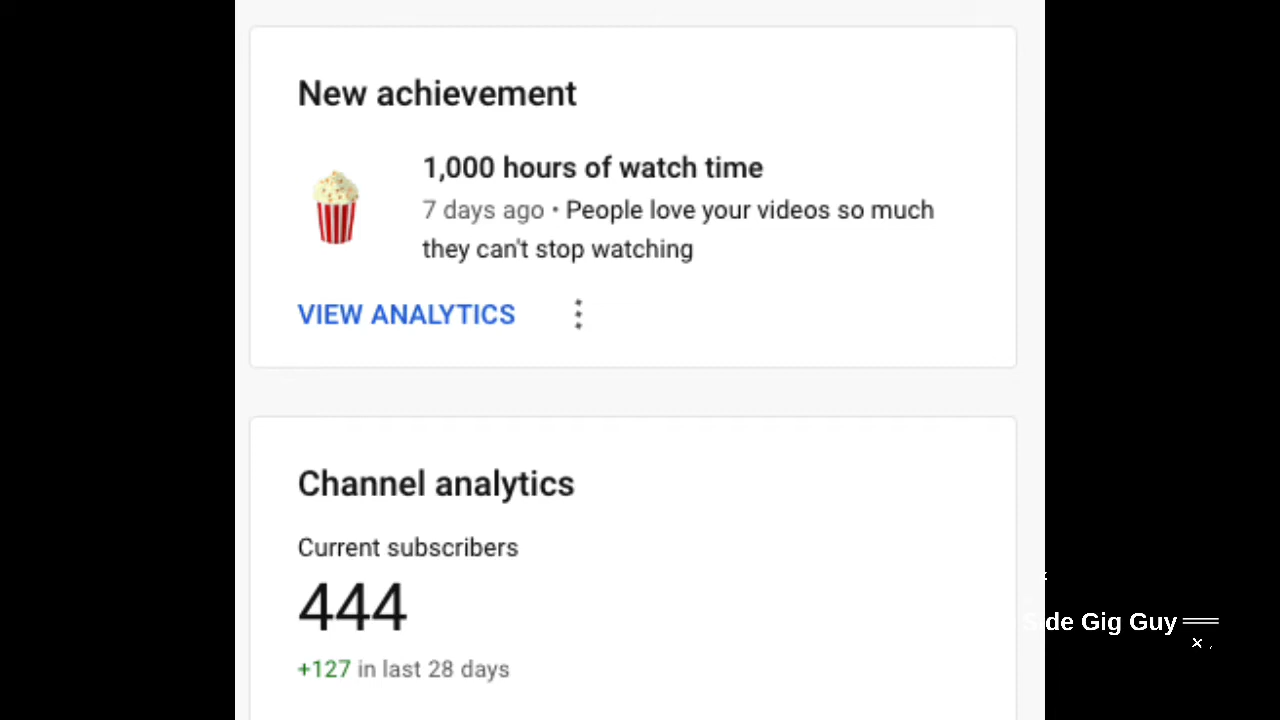 New achievement
1,000 hours of watch time
7 days ago • People love your videos so much
they can't stop watching
VIEW ANALYTICS
Channel analytics
Current subscribers
444
+127 in last 28 days
Side Gig Guy